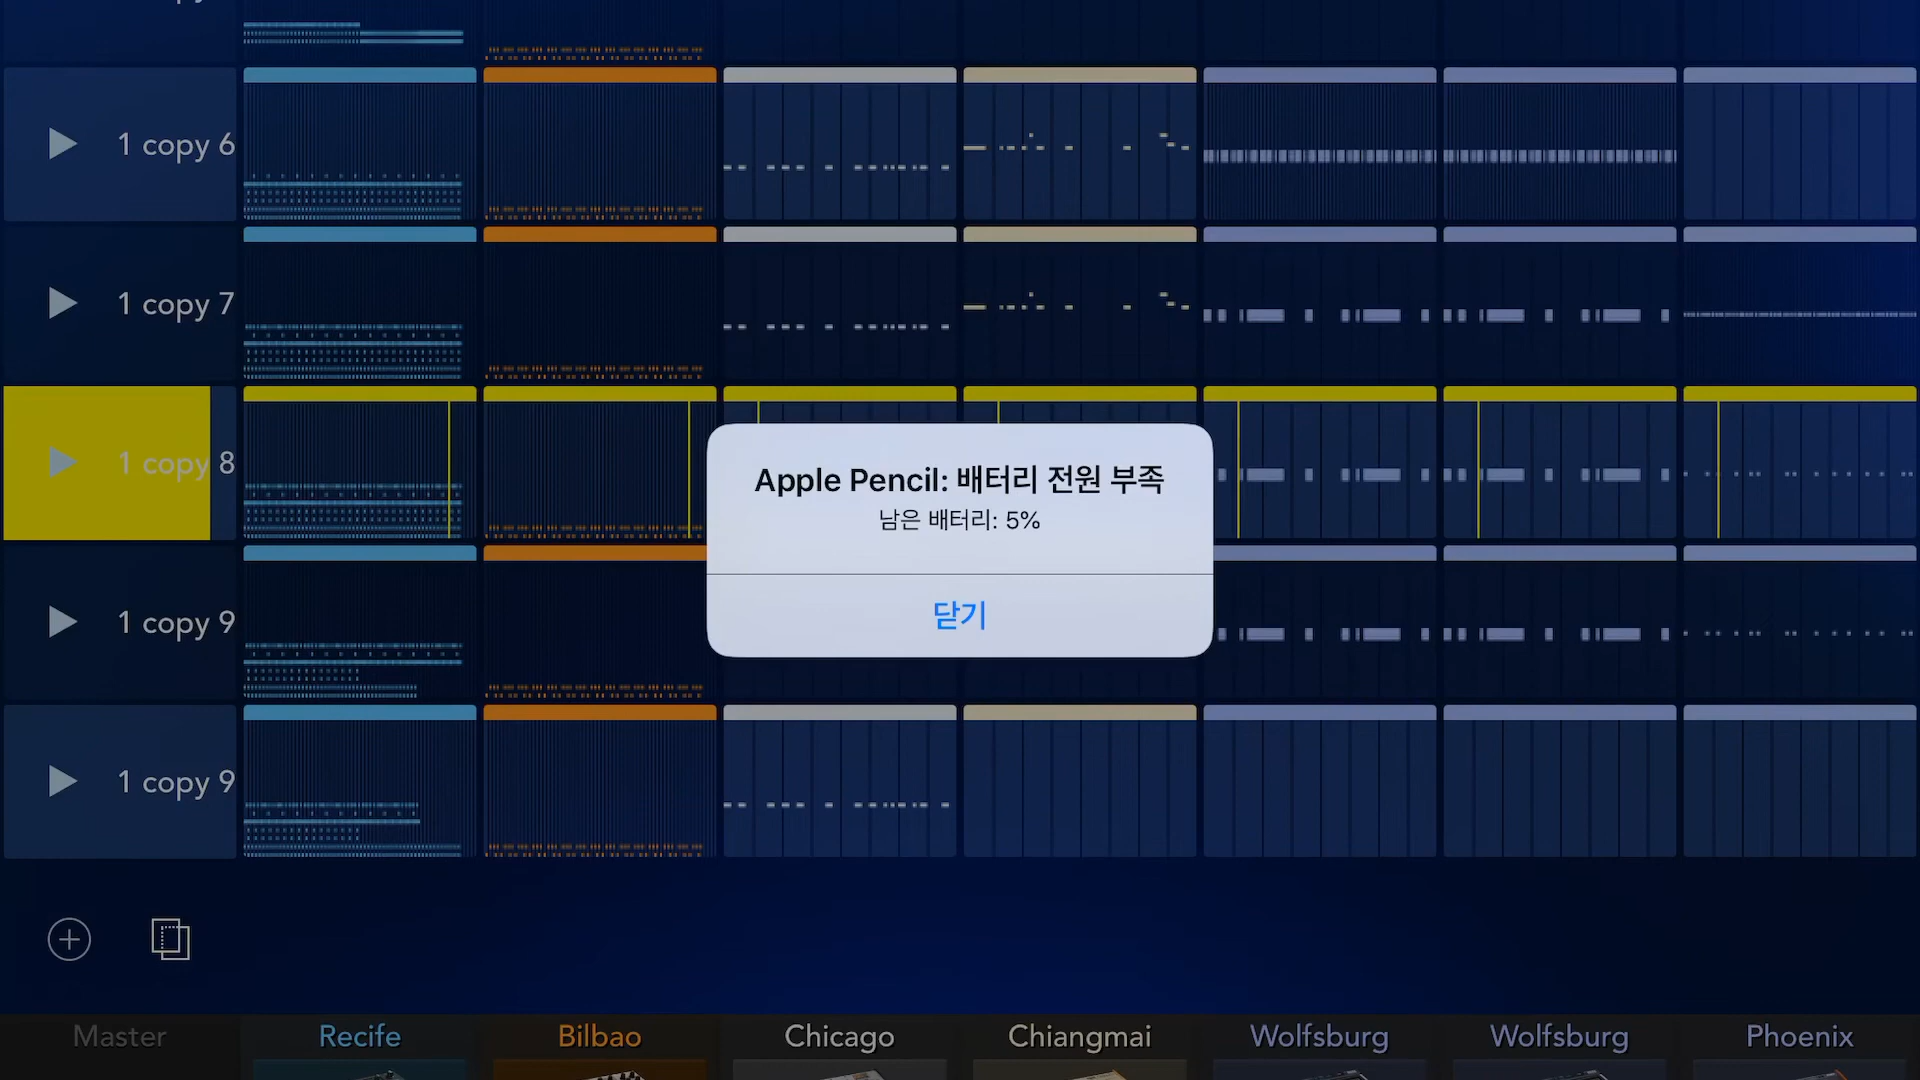 1 copy 6
1 copy 7
1 copy 8
Apple Pencil: 배터리 전원 부족
남은 배터리: 5%
닫기
1 copy 9
1 copy 9
Master
Recife
Bilbao
Chicago
Chiangmai
Wolfsburg
Wolfsburg
Phoenix